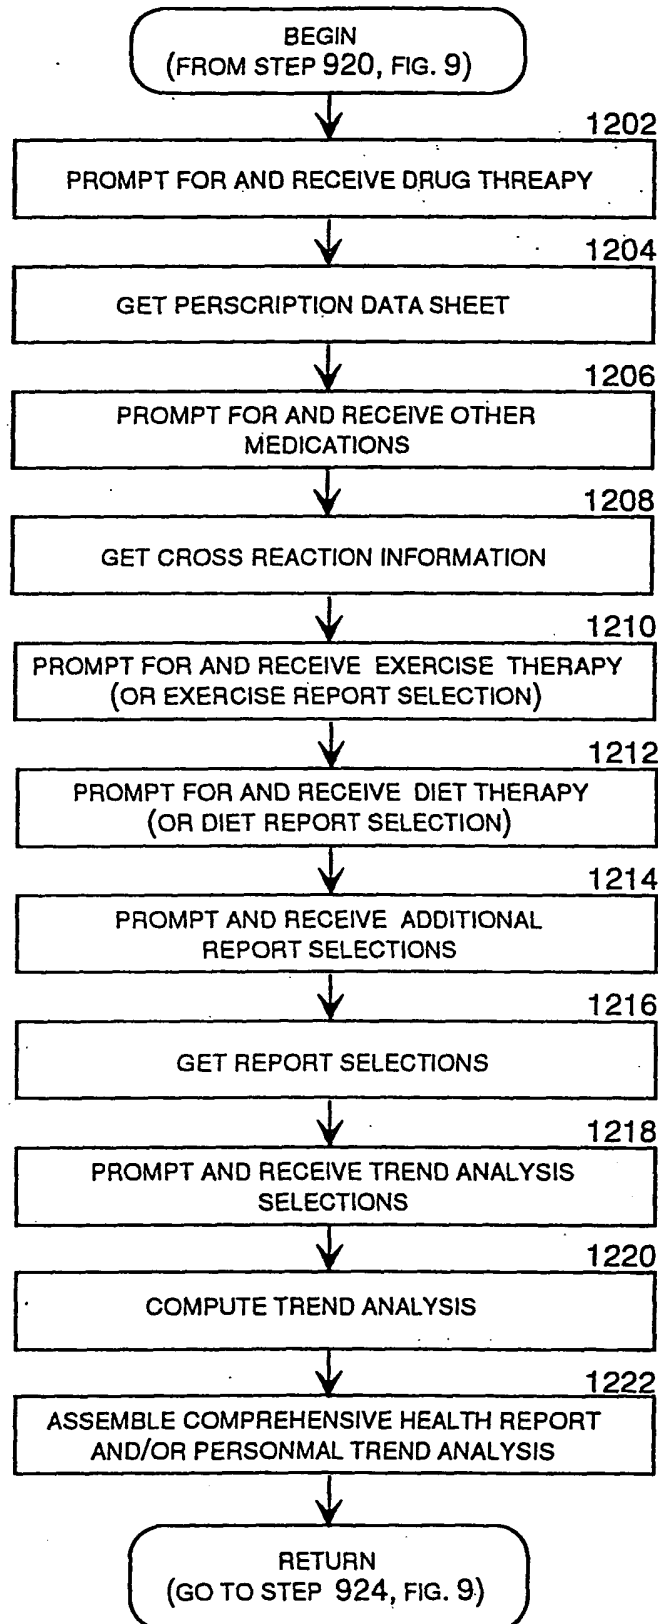 BEGIN
(FROM STEP 920, FIG. 9)
1202
PROMPT FOR AND RECEIVE DRUG THREAPY
1204
GET PERSCRIPTION DATA SHEET
1206
PROMPT FOR AND RECEIVE OTHER
MEDICATIONS
1208
GET CROSS REACTION INFORMATION
1210
PROMPT FOR AND RECEIVE EXERCISE THERAPY
(OR EXERCISE REPORT SELECTION)
1212
PROMPT FOR AND RECEIVE DIET THERAPY
(OR DIET REPORT SELECTION)
1214
PROMPT AND RECEIVE ADDITIONAL
REPORT SELECTIONS
1216
GET REPORT SELECTIONS
1218
PROMPT AND RECEIVE TREND ANALYSIS
SELECTIONS
1220
COMPUTE TREND ANALYSIS
1222
ASSEMBLE COMPREHENSIVE HEALTH REPORT
AND/OR PERSONMAL TREND ANALYSIS
RETURN
(GO TO STEP 924, FIG. 9)